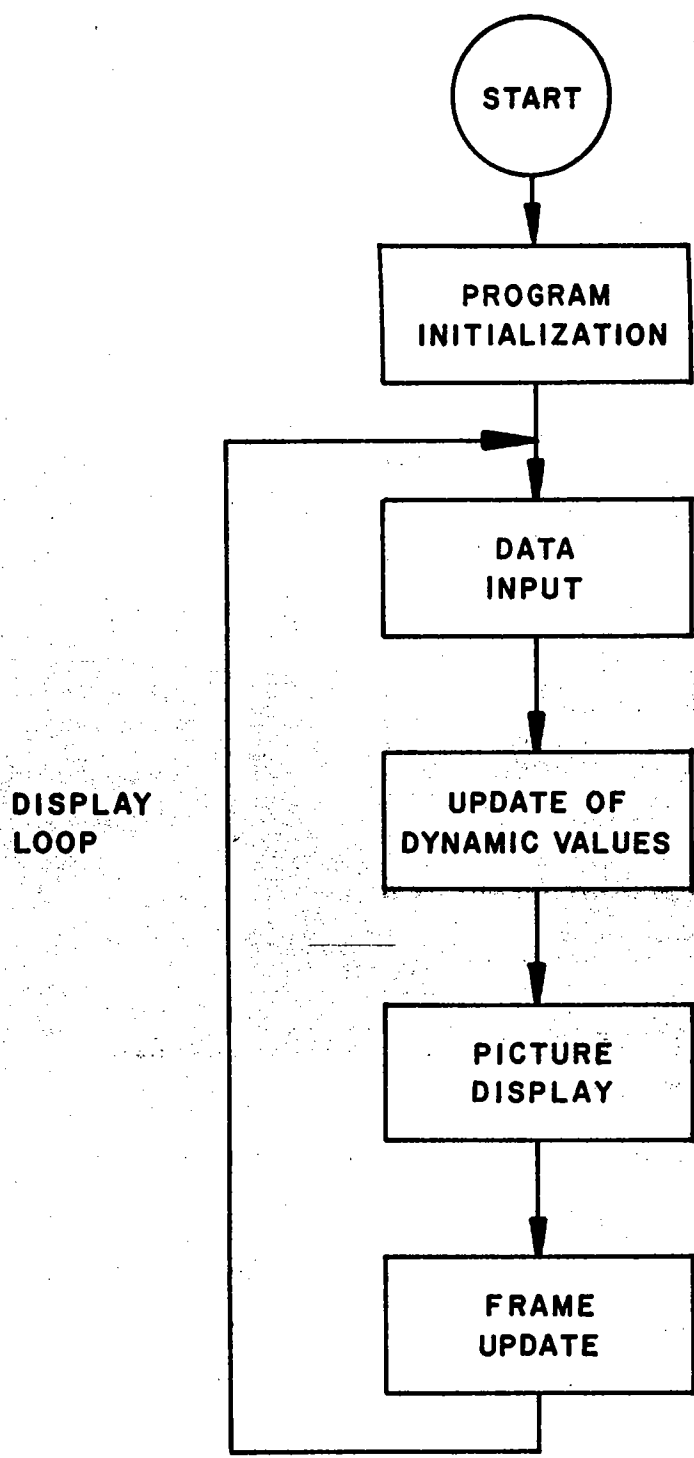 START
PROGRAM
INITIALIZATION
DATA
INPUT
DISPLAY
LOOP
UPDATE OF
DYNAMIC VALUES
PICTURE
DISPLAY
FRAME
UPDATE